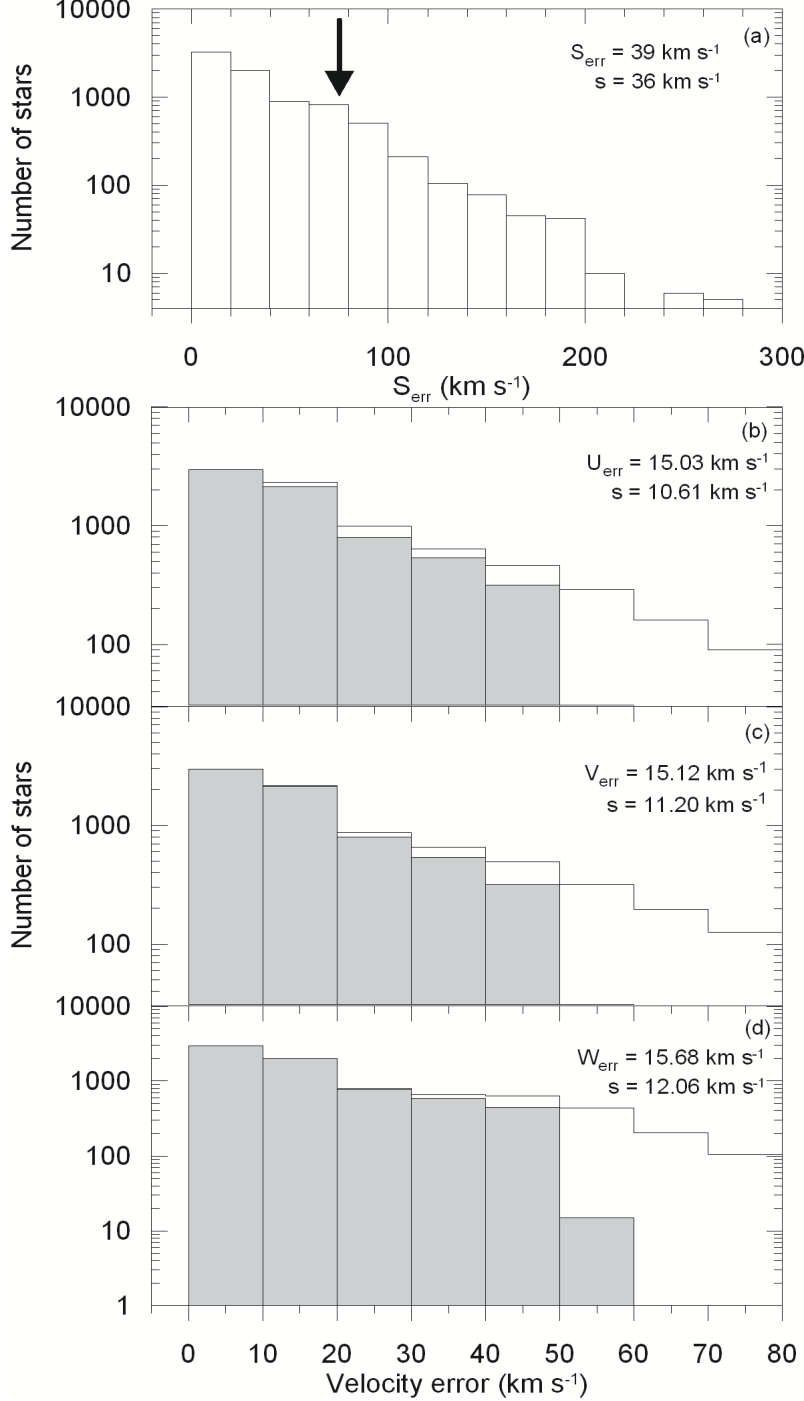 10000
1000
100
10
Number of stars
(a)
S_err = 39 km s⁻¹
s = 36 km s⁻¹
0 100 200 300
S_err (km s⁻¹)
10000
1000
100
(b)
U_err = 15.03 km s⁻¹
s = 10.61 km s⁻¹
10000
1000
100
(c)
V_err = 15.12 km s⁻¹
s = 11.20 km s⁻¹
Number of stars
10000
1000
100
10
1
(d)
W_err = 15.68 km s⁻¹
s = 12.06 km s⁻¹
0 10 20 30 40 50 60 70 80
Velocity error (km s⁻¹)